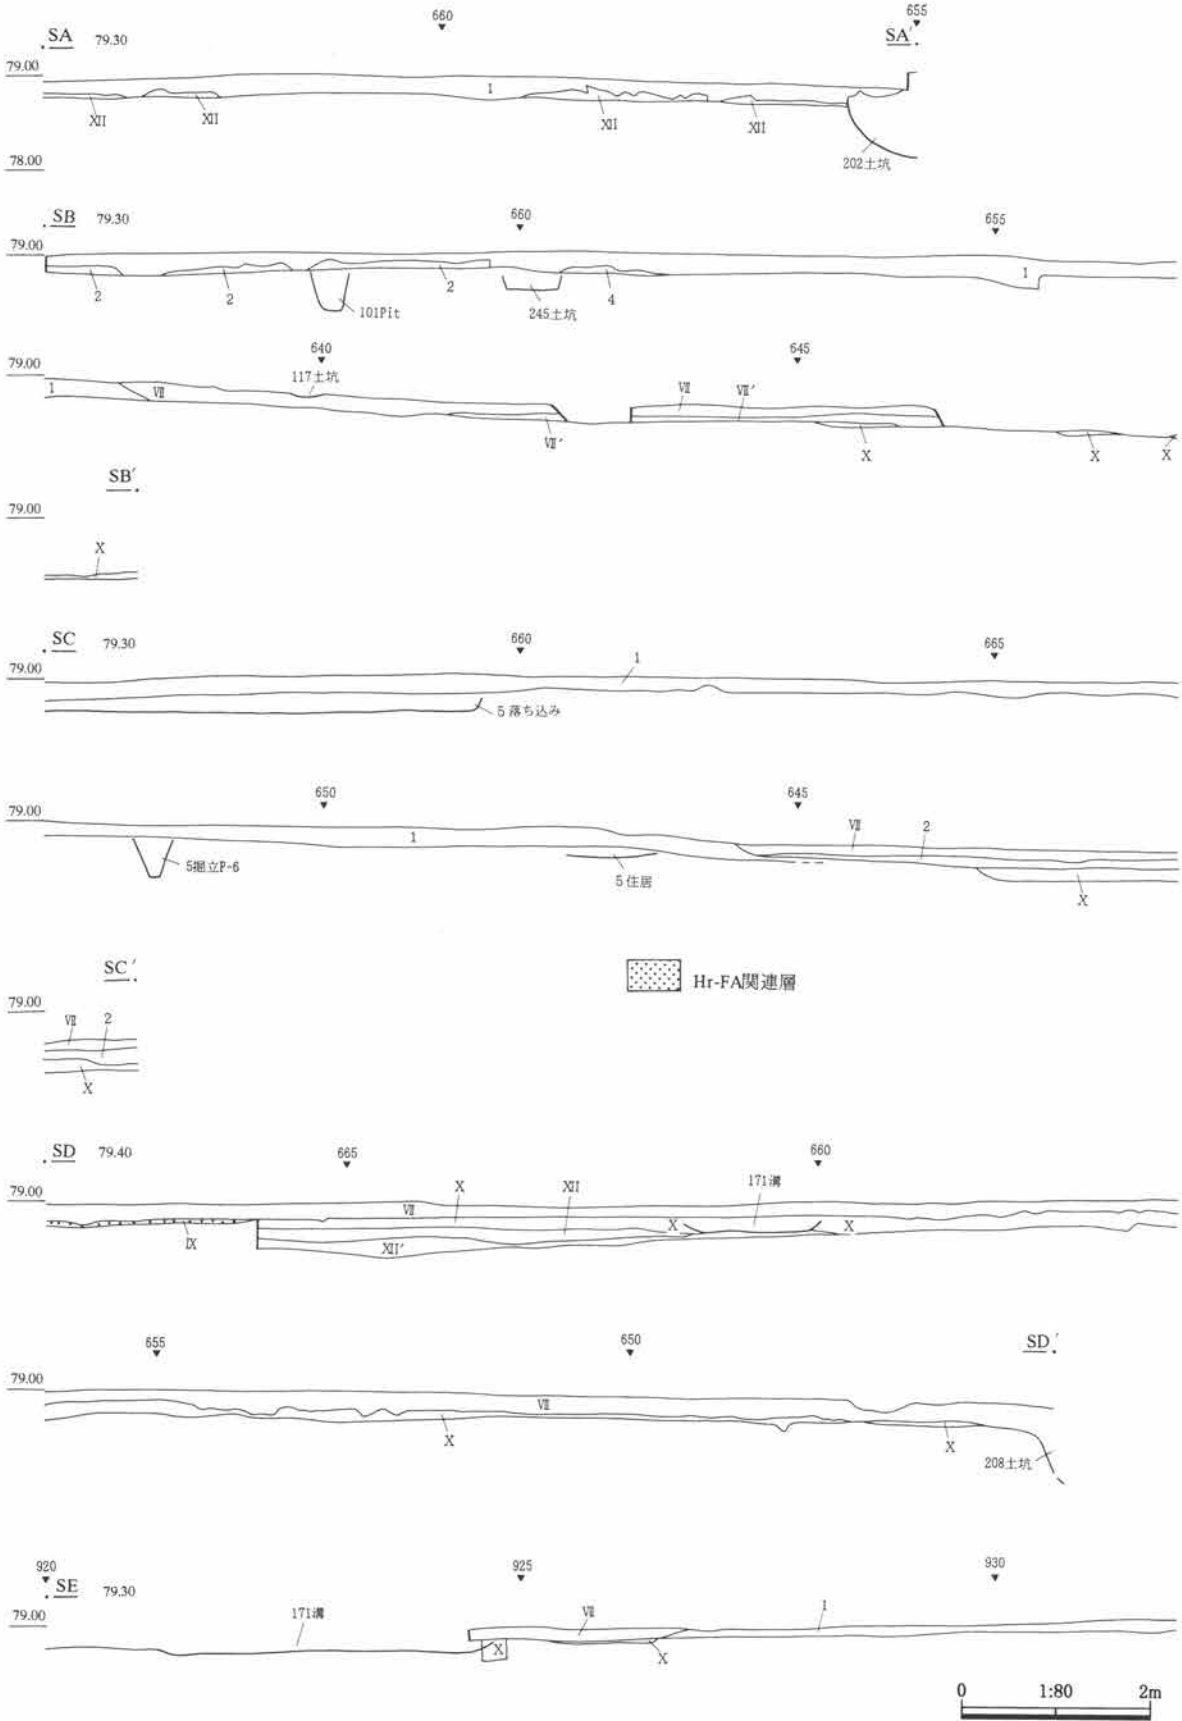 660
655
SA 79.30
SA′
79.00
1
XII
XII
XII
XII
202土坑
78.00
SB 79.30
660
655
79.00
1
2
2
2
4
101Pit
245土坑
640
645
79.00
117土坑
1
VII
VII
VII′
VII′
X
X
X
SB′
79.00
X
SC 79.30
660
665
79.00
1
5落ち込み
650
645
79.00
1
VII
2
5掘立P-6
5住居
X
SC′
Hr-FA関連層
79.00
VII
2
X
SD 79.40
665
660
79.00
X
XII
171溝
VII
X
X
IX
XII′
655
650
SD′
79.00
VII
X
X
208土坑
920
925
930
SE 79.30
79.00
171溝
VII
1
X
X
0 1:80 2m